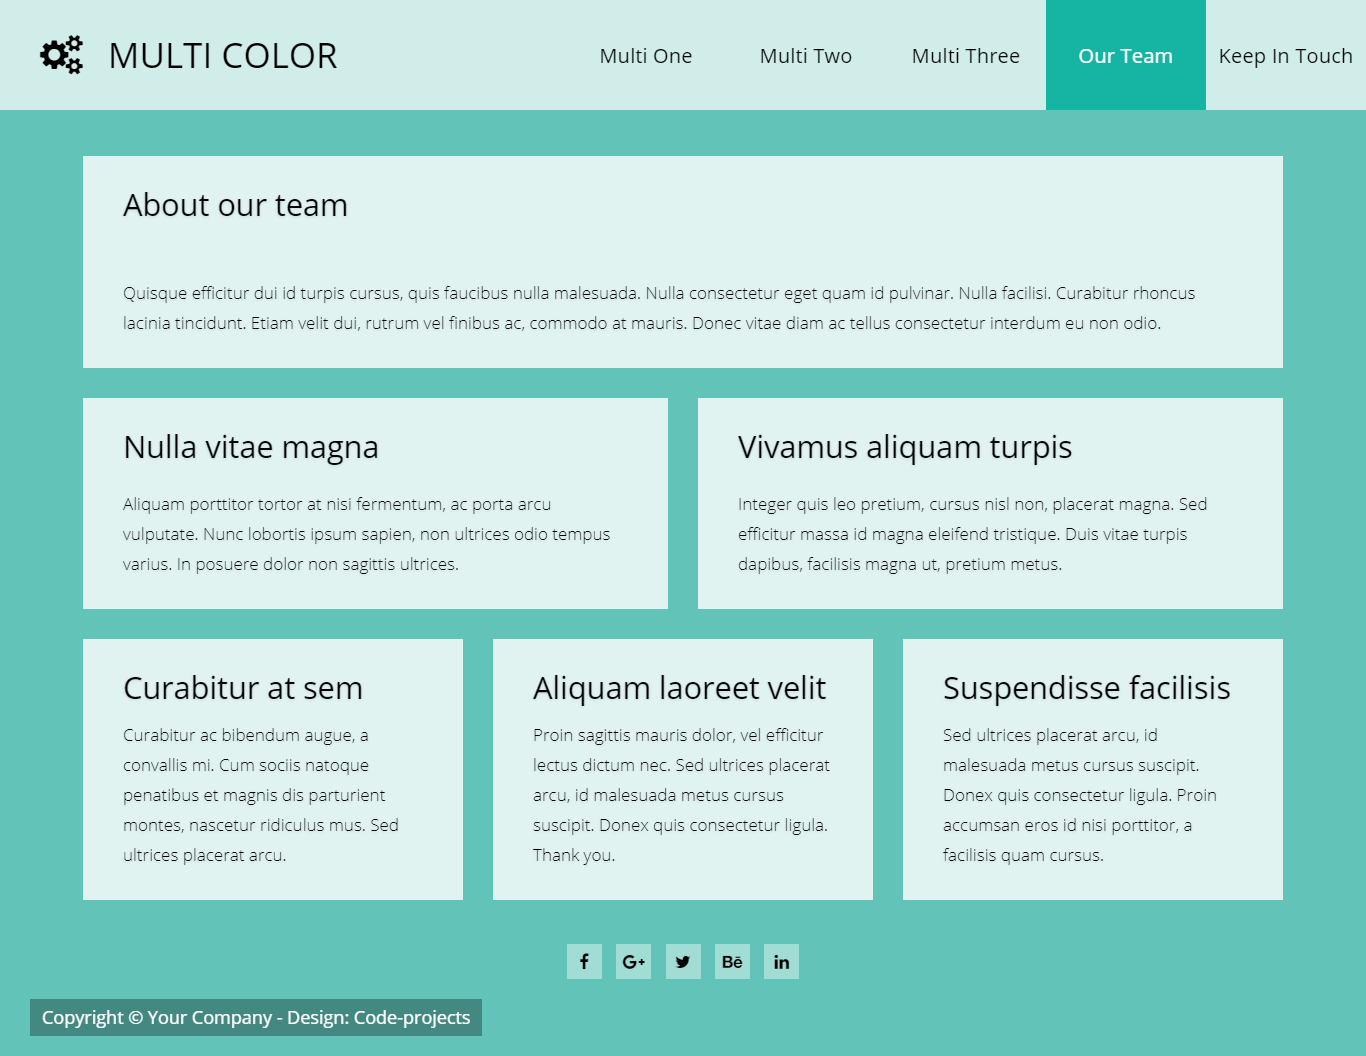 MULTI COLOR
Multi One
Multi Two
Multi Three
Our Team
Keep In Touch
About our team
Quisque efficitur dui id turpis cursus, quis faucibus nulla malesuada. Nulla consectetur eget quam id pulvinar. Nulla facilisi. Curabitur rhoncus
lacinia tincidunt. Etiam velit dui, rutrum vel finibus ac, commodo at mauris. Donec vitae diam ac tellus consectetur interdum eu non odio.
Nulla vitae magna
Aliquam porttitor tortor at nisi fermentum, ac porta arcu
vulputate. Nunc lobortis ipsum sapien, non ultrices odio tempus
varius. In posuere dolor non sagittis ultrices.
Vivamus aliquam turpis
Integer quis leo pretium, cursus nisl non, placerat magna. Sed
efficitur massa id magna eleifend tristique. Duis vitae turpis
dapibus, facilisis magna ut, pretium metus.
Curabitur at sem
Curabitur ac bibendum augue, a
convallis mi. Cum sociis natoque
penatibus et magnis dis parturient
montes, nascetur ridiculus mus. Sed
ultrices placerat arcu.
Aliquam laoreet velit
Proin sagittis mauris dolor, vel efficitur
lectus dictum nec. Sed ultrices placerat
arcu, id malesuada metus cursus
suscipit. Donex quis consectetur ligula.
Thank you.
Suspendisse facilisis
Sed ultrices placerat arcu, id
malesuada metus cursus suscipit.
Donex quis consectetur ligula. Proin
accumsan eros id nisi porttitor, a
facilisis quam cursus.
f
G+
Bē
in
Copyright © Your Company - Design: Code-projects